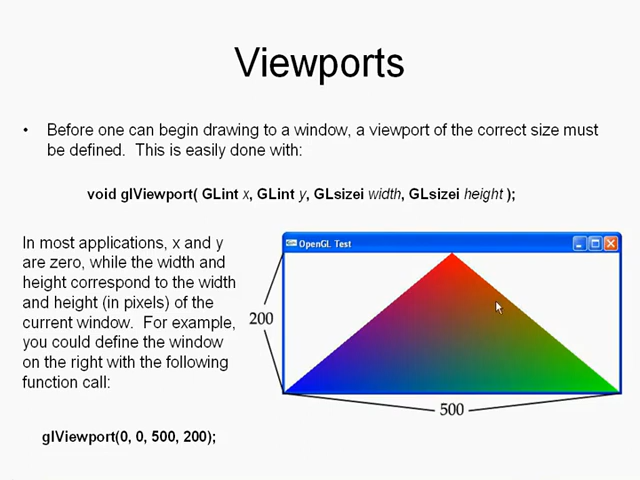 Viewports
• Before one can begin drawing to a window, a viewport of the correct size must
be defined. This is easily done with:
void glViewport( GLint x, GLint y, GLsizei width, GLsizei height );
In most applications, x and y
are zero, while the width and
height correspond to the width
and height (in pixels) of the
current window. For example,
you could define the window
on the right with the following
function call:
glViewport(0, 0, 500, 200);
OpenGL Test
200
500